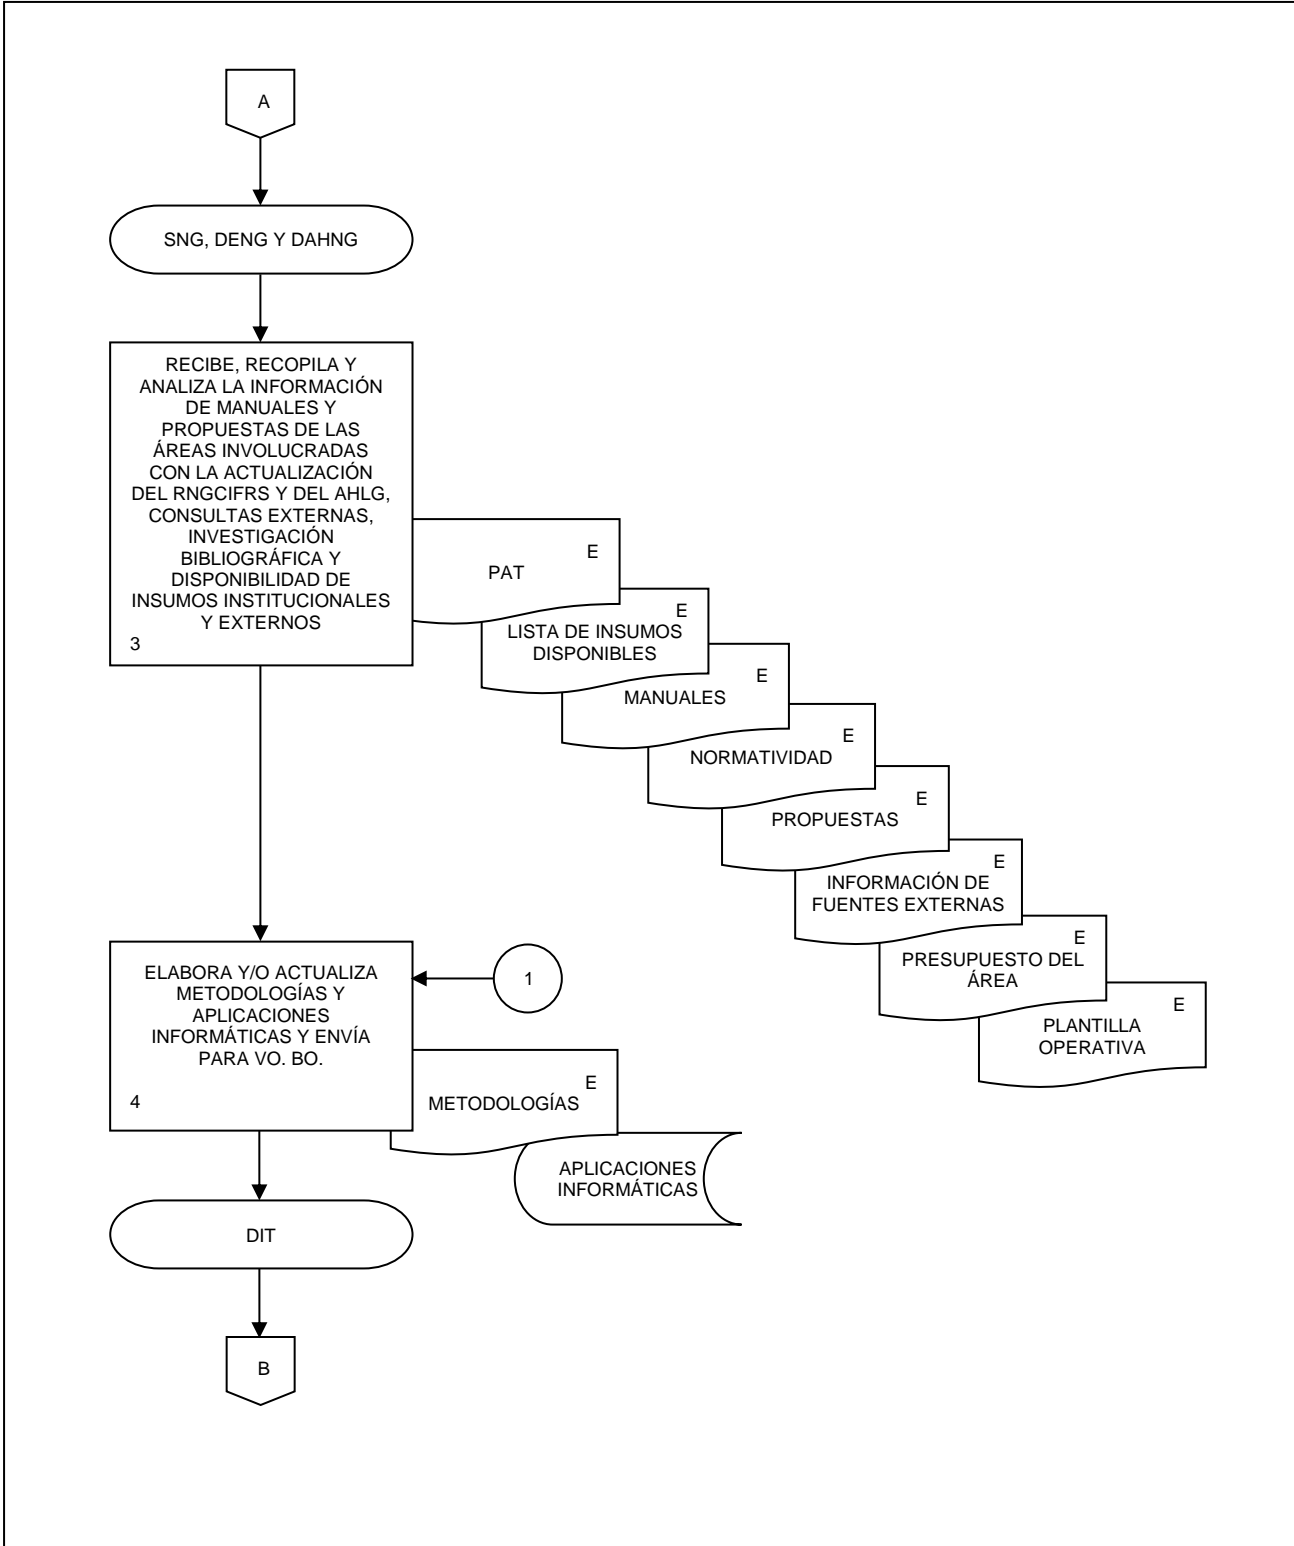 A
SNG, DENG Y DAHNG
RECIBE, RECOPILA Y
ANALIZA LA INFORMACIÓN
DE MANUALES Y
PROPUESTAS DE LAS
ÁREAS INVOLUCRADAS
CON LA ACTUALIZACIÓN
DEL RNGCIFRS Y DEL AHLG,
CONSULTAS EXTERNAS,
INVESTIGACIÓN
BIBLIOGRÁFICA Y
DISPONIBILIDAD DE
INSUMOS INSTITUCIONALES
Y EXTERNOS
3
E
PAT
E
LISTA DE INSUMOS
DISPONIBLES
E
MANUALES
E
NORMATIVIDAD
E
PROPUESTAS
E
INFORMACIÓN DE
FUENTES EXTERNAS
E
PRESUPUESTO DEL
ÁREA
E
PLANTILLA
OPERATIVA
ELABORA Y/O ACTUALIZA
METODOLOGÍAS Y
APLICACIONES
INFORMÁTICAS Y ENVÍA
PARA VO. BO.
4
1
E
METODOLOGÍAS
APLICACIONES
INFORMÁTICAS
DIT
B